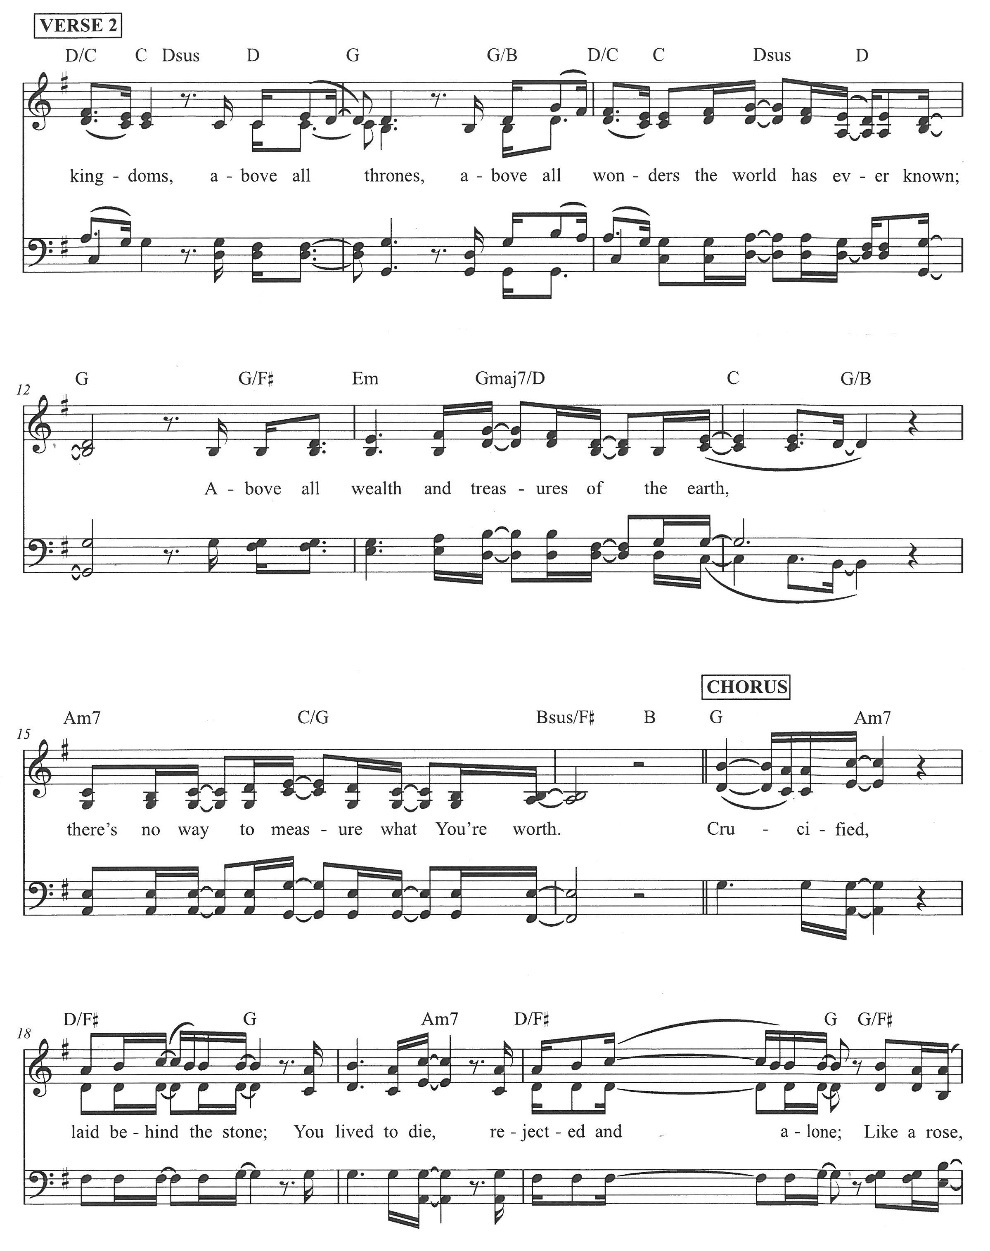 VERSE 2
D/C C Dsus D G G/B D/C C Dsus D
king - doms, a - bove all thrones, a - bove all won - ders the world has ev - er known;
12
G G/F♯ Em Gmaj7/D C G/B
A - bove all wealth and treas - ures of the earth,
CHORUS
15
Am7 C/G Bsus/F♯ B G Am7
there's no way to meas - ure what You're worth. Cru - ci - fied,
18
D/F♯ G Am7 D/F♯ G G/F♯
laid be - hind the stone; You lived to die, re - ject - ed and a - lone; Like a rose,